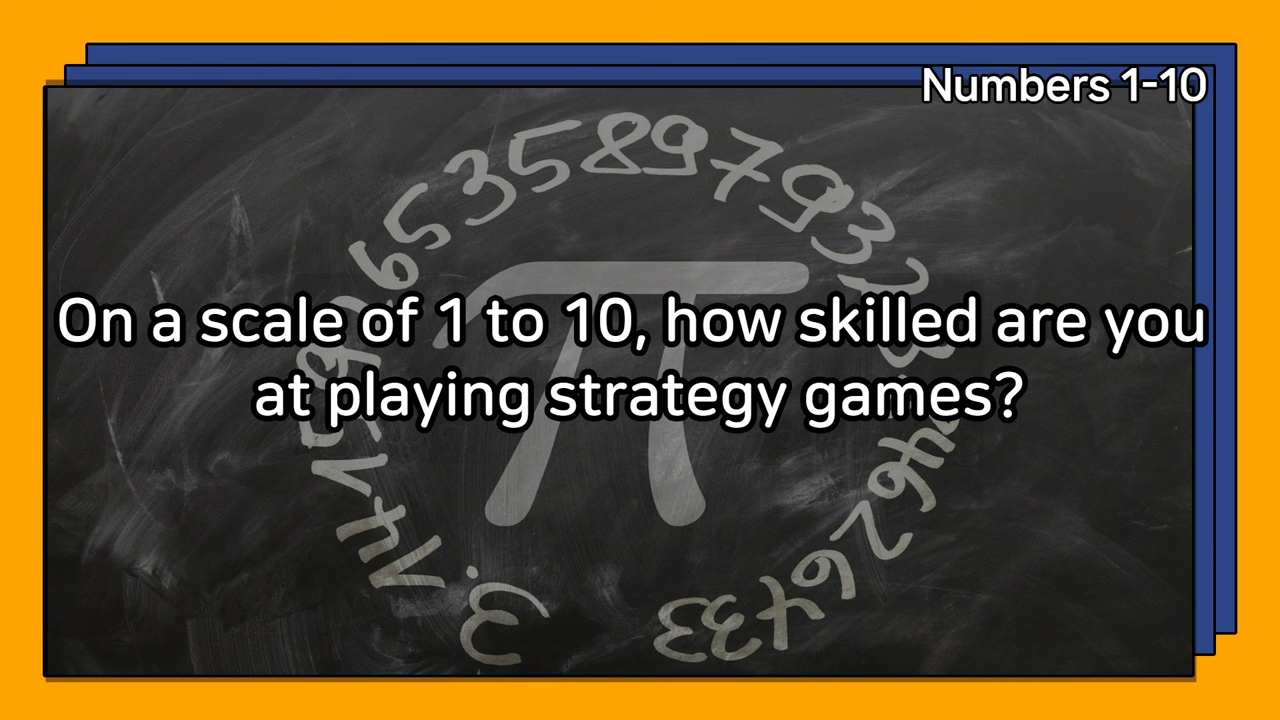 Numbers 1-10
On a scale of 1 to 10, how skilled are you
at playing strategy games?
π